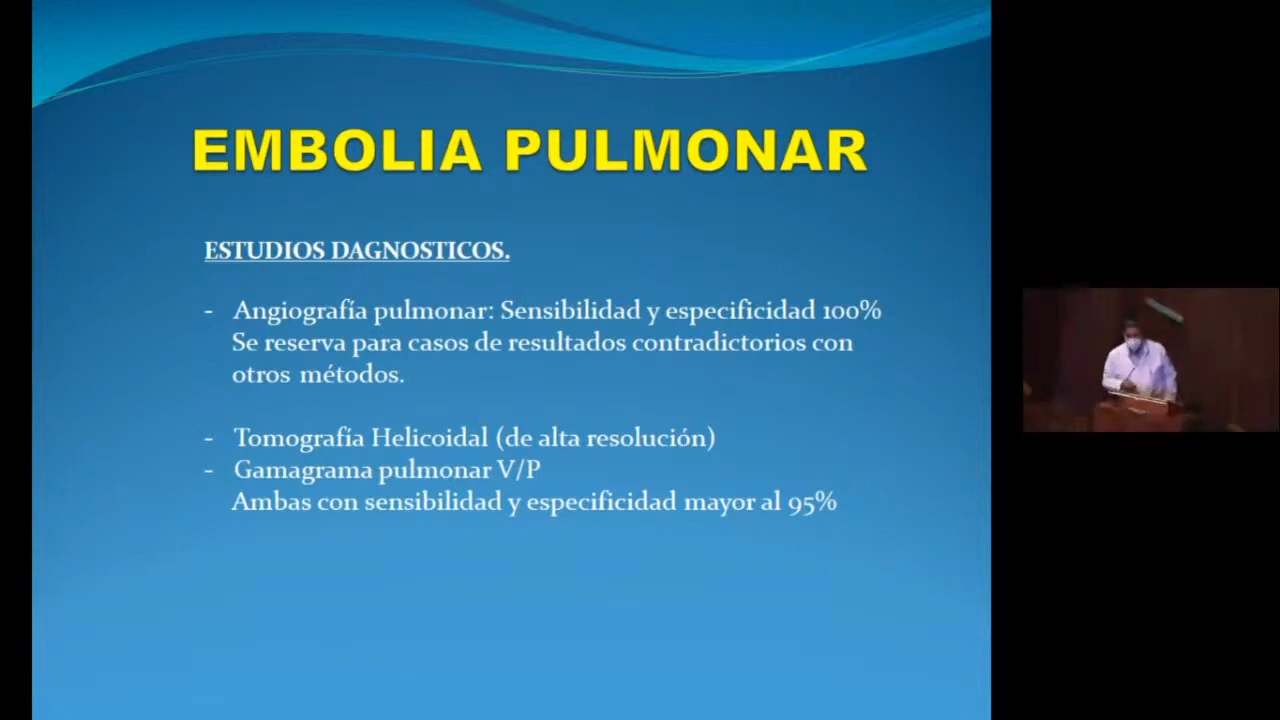 EMBOLIA PULMONAR
ESTUDIOS DAGNOSTICOS.
- Angiografía pulmonar: Sensibilidad y especificidad 100%
Se reserva para casos de resultados contradictorios con
otros métodos.
- Tomografía Helicoidal (de alta resolución)
- Gamagrama pulmonar V/P
Ambas con sensibilidad y especificidad mayor al 95%